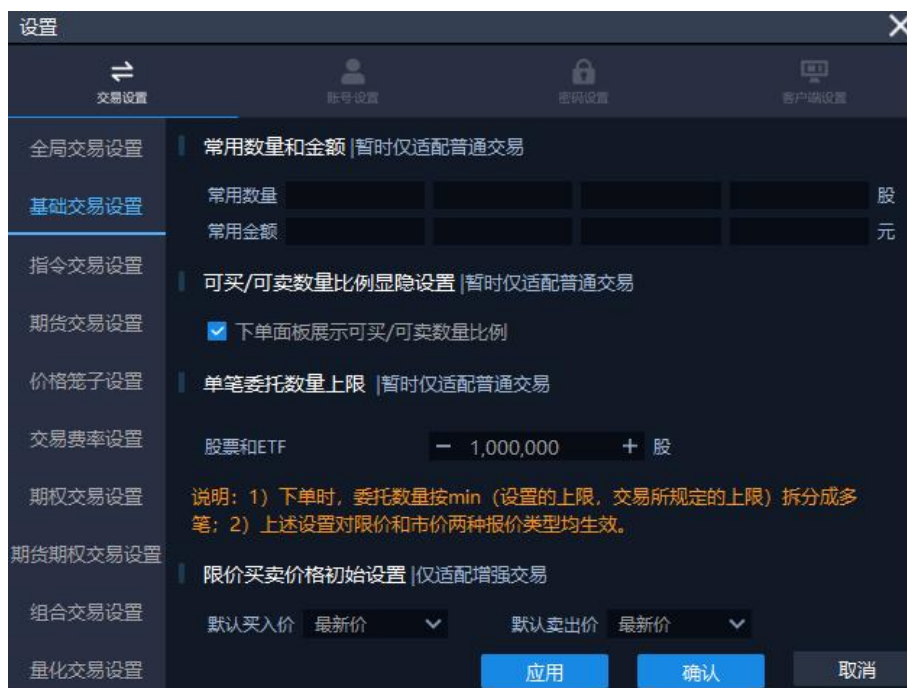 设置
交易设置 账号设置 密码设置 客户端设置
全局交易设置
基础交易设置
指令交易设置
期货交易设置
价格笼子设置
交易费率设置
期权交易设置
期货期权交易设置
组合交易设置
量化交易设置
常用数量和金额 |暂时仅适配普通交易
常用数量 股
常用金额 元
可买/可卖数量比例显隐设置 |暂时仅适配普通交易
下单面板展示可买/可卖数量比例
单笔委托数量上限 |暂时仅适配普通交易
股票和ETF − 1,000,000 + 股
说明：1）下单时，委托数量按min（设置的上限，交易所规定的上限）拆分成多
笔；2）上述设置对限价和市价两种报价类型均生效。
限价买卖价格初始设置 |仅适配增强交易
默认买入价 最新价 默认卖出价 最新价
应用 确认 取消